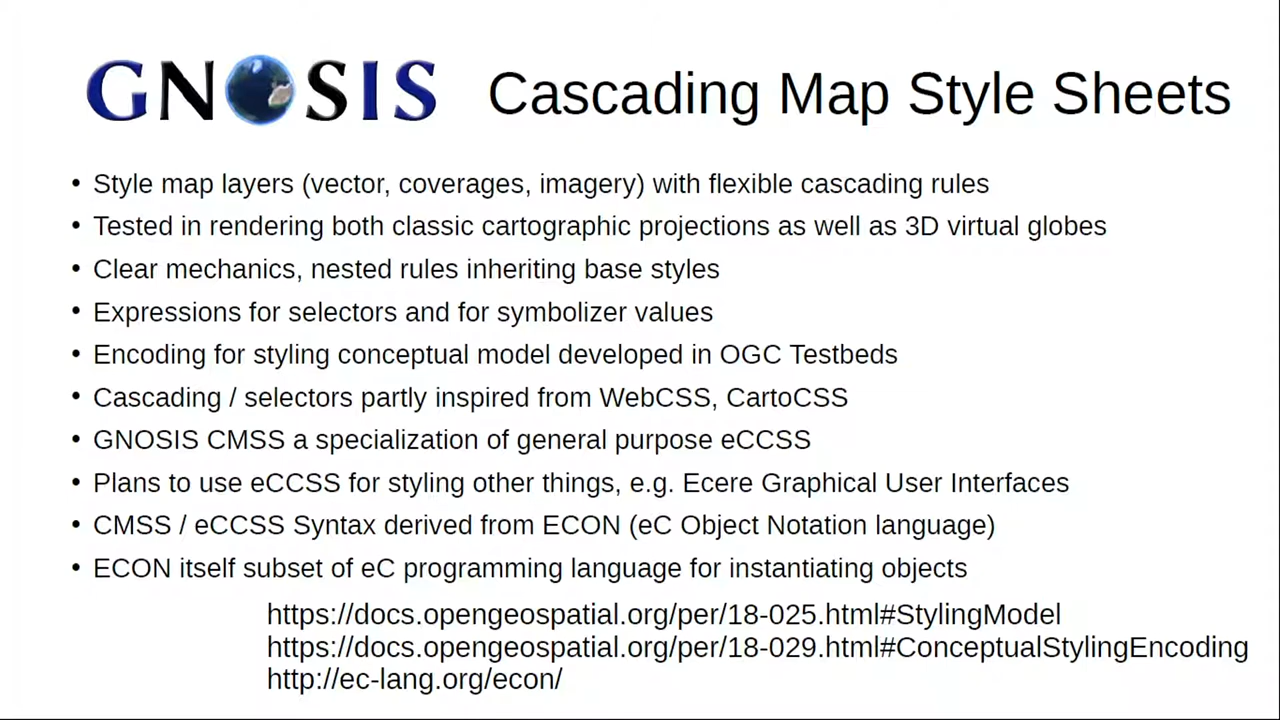 GNOSIS Cascading Map Style Sheets
• Style map layers (vector, coverages, imagery) with flexible cascading rules
• Tested in rendering both classic cartographic projections as well as 3D virtual globes
• Clear mechanics, nested rules inheriting base styles
• Expressions for selectors and for symbolizer values
• Encoding for styling conceptual model developed in OGC Testbeds
• Cascading / selectors partly inspired from WebCSS, CartoCSS
• GNOSIS CMSS a specialization of general purpose eCCSS
• Plans to use eCCSS for styling other things, e.g. Ecere Graphical User Interfaces
• CMSS / eCCSS Syntax derived from ECON (eC Object Notation language)
• ECON itself subset of eC programming language for instantiating objects
https://docs.opengeospatial.org/per/18-025.html#StylingModel
https://docs.opengeospatial.org/per/18-029.html#ConceptualStylingEncoding
http://ec-lang.org/econ/